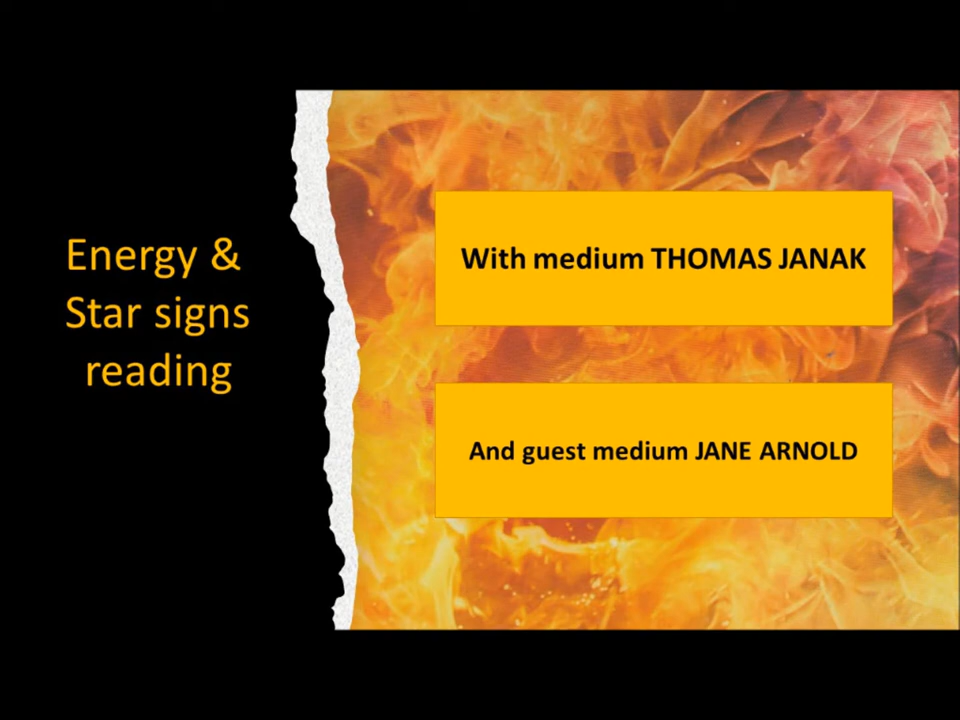 Energy &
Star signs
reading
With medium THOMAS JANAK
And guest medium JANE ARNOLD